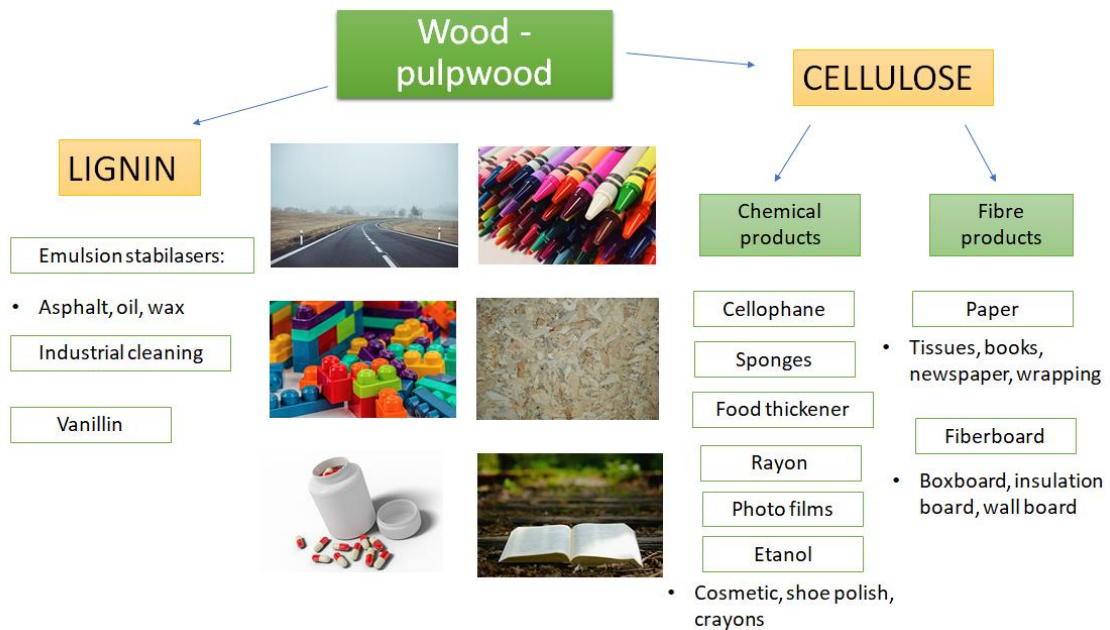 Wood -
pulpwood
CELLULOSE
LIGNIN
Chemical
products
Fibre
products
Emulsion stabilasers:
• Asphalt, oil, wax
Industrial cleaning
Vanillin
Cellophane
Sponges
Food thickener
Rayon
Photo films
Etanol
• Cosmetic, shoe polish,
crayons
Paper
• Tissues, books,
newspaper, wrapping
Fiberboard
• Boxboard, insulation
board, wall board